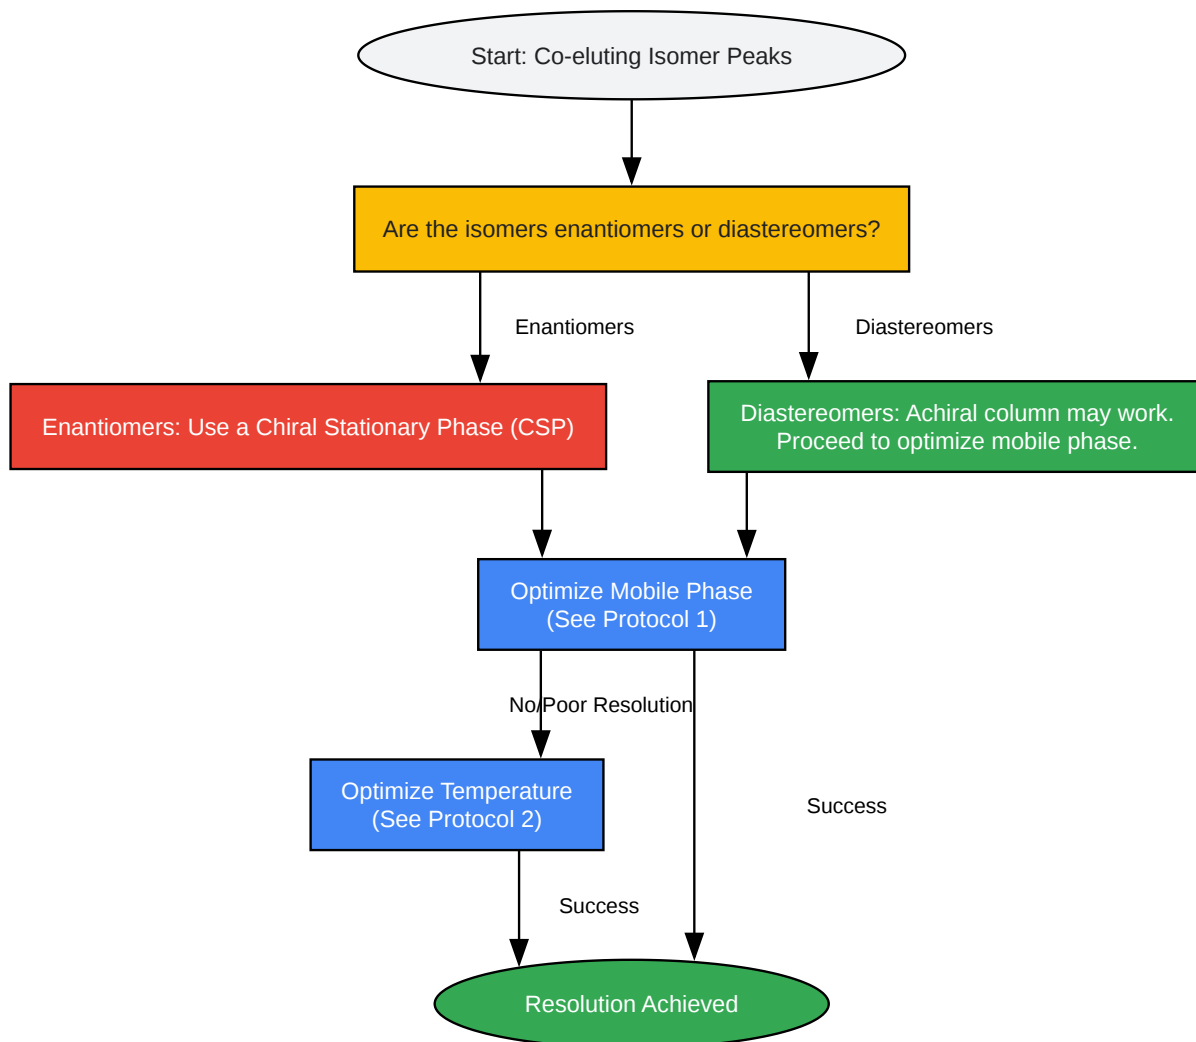 Start: Co-eluting Isomer Peaks
Are the isomers enantiomers or diastereomers?
Enantiomers
Diastereomers
Enantiomers: Use a Chiral Stationary Phase (CSP)
Diastereomers: Achiral column may work.
Proceed to optimize mobile phase.
Optimize Mobile Phase
(See Protocol 1)
No/Poor Resolution
Optimize Temperature
(See Protocol 2)
Success
Success
Resolution Achieved